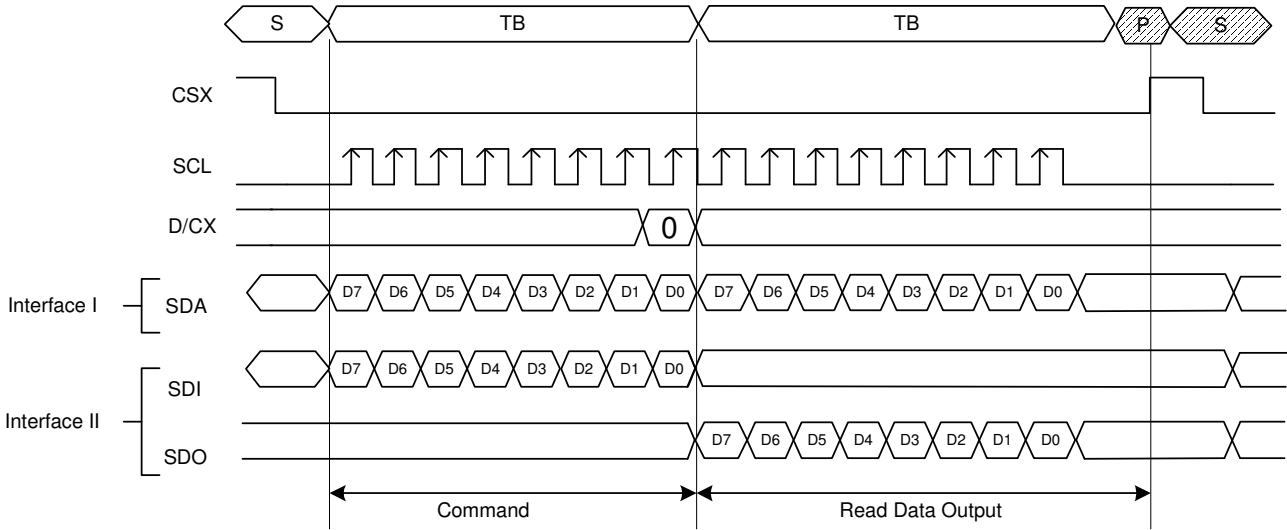 S TB TB P S
CSX
SCL
D/CX 0
Interface I SDA D7 D6 D5 D4 D3 D2 D1 D0 D7 D6 D5 D4 D3 D2 D1 D0
SDI D7 D6 D5 D4 D3 D2 D1 D0
Interface II
SDO D7 D6 D5 D4 D3 D2 D1 D0
Command Read Data Output